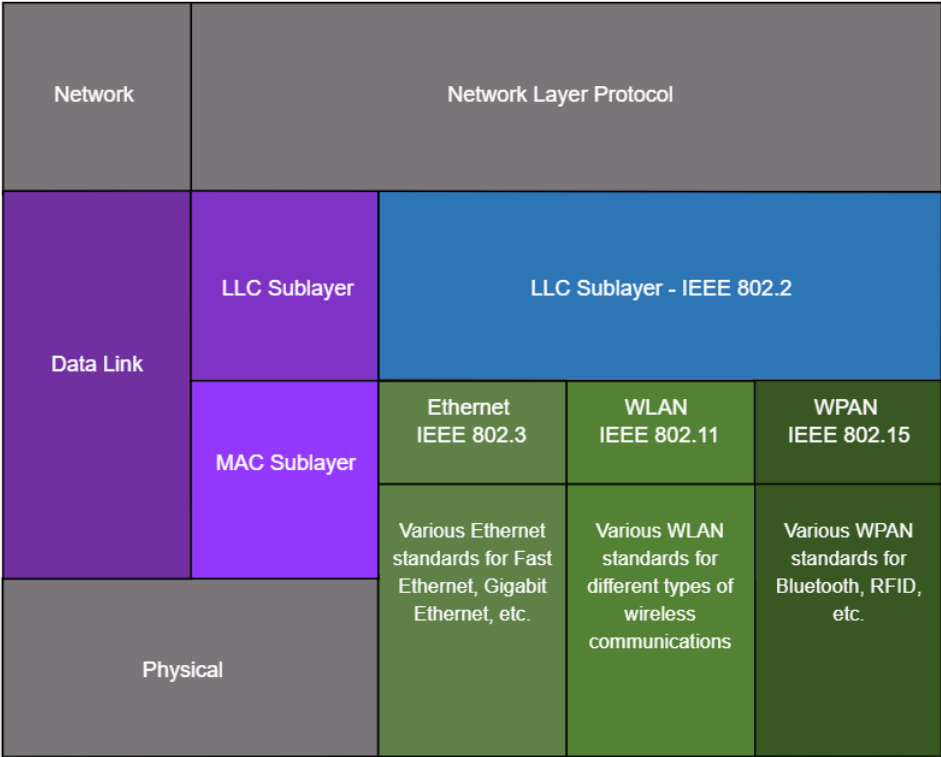 Network
Network Layer Protocol
Data Link
LLC Sublayer
LLC Sublayer - IEEE 802.2
MAC Sublayer
Ethernet
IEEE 802.3
WLAN
IEEE 802.11
WPAN
IEEE 802.15
Various Ethernet
standards for Fast
Ethernet, Gigabit
Ethernet, etc.
Various WLAN
standards for
different types of
wireless
communications
Various WPAN
standards for
Bluetooth, RFID,
etc.
Physical